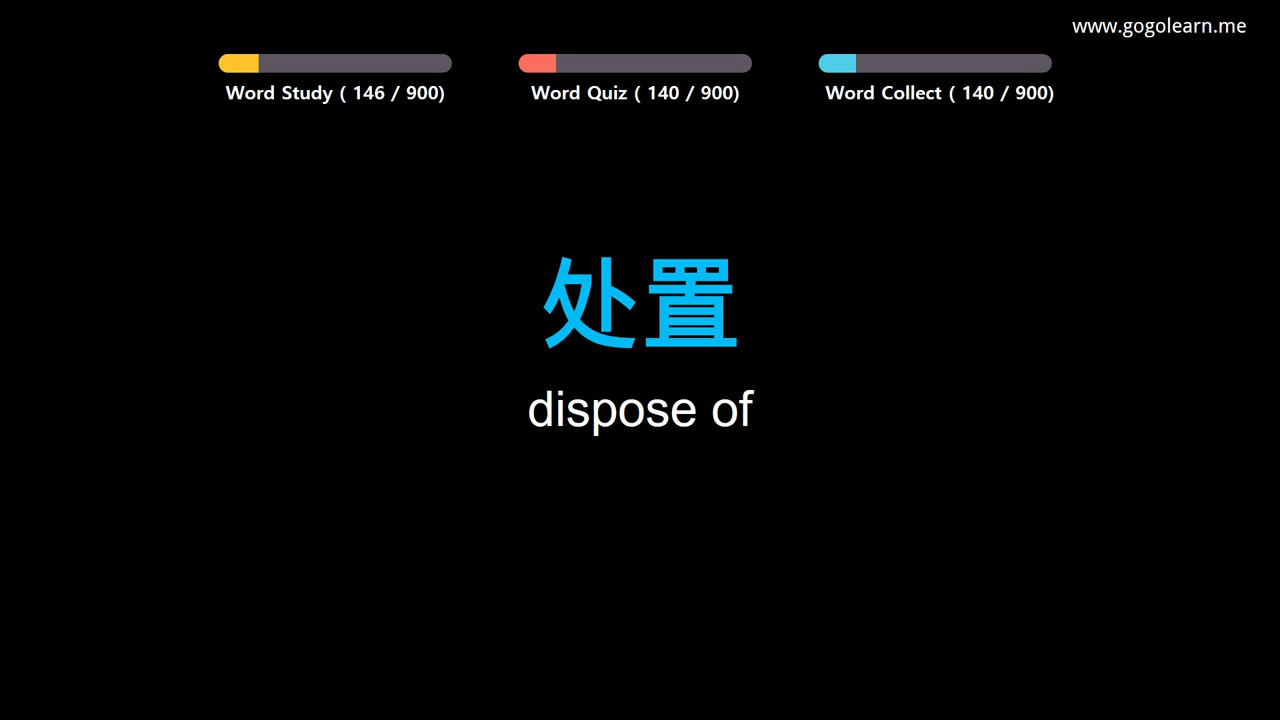 www.gogolearn.me
Word Study ( 146 / 900)
Word Quiz ( 140 / 900)
Word Collect ( 140 / 900)
处置
dispose of